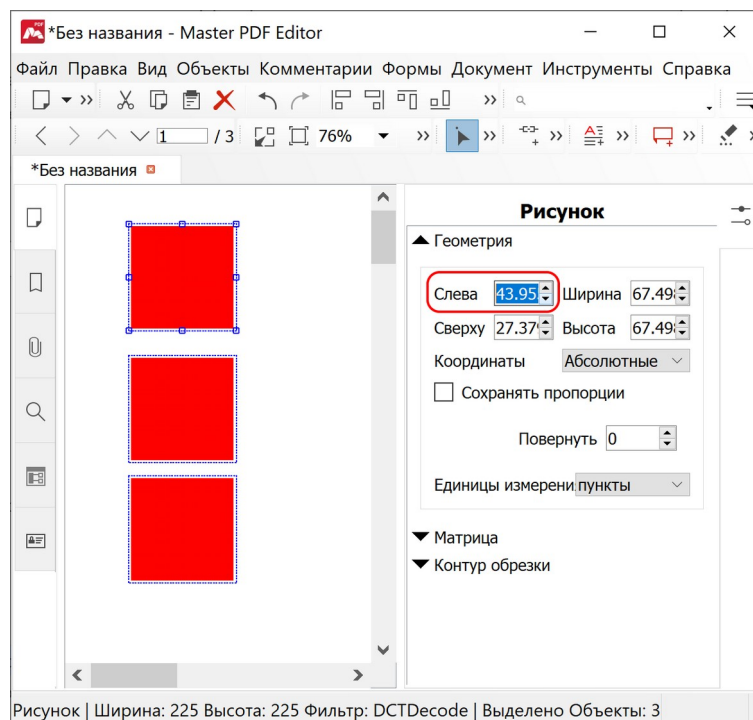 *Без названия - Master PDF Editor
Файл Правка Вид Объекты Комментарии Формы Документ Инструменты Справка
1 / 3 76%
*Без названия
Рисунок
Геометрия
Слева 43.95 Ширина 67.498
Сверху 27.37 Высота 67.498
Координаты Абсолютные
Сохранять пропорции
Повернуть 0
Единицы измерени пункты
Матрица
Контур обрезки
Рисунок | Ширина: 225 Высота: 225 Фильтр: DCTDecode | Выделено Объекты: 3